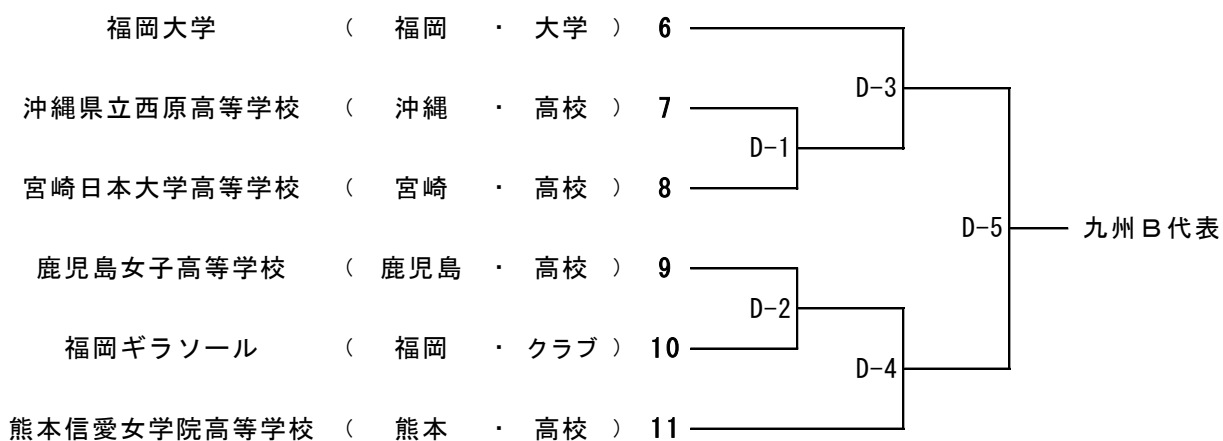 福岡大学 ( 福岡 ・ 大学 ) 6
D-3
沖縄県立西原高等学校 ( 沖縄 ・ 高校 ) 7
D-1
宮崎日本大学高等学校 ( 宮崎 ・ 高校 ) 8
D-5 九州B代表
鹿児島女子高等学校 ( 鹿児島 ・ 高校 ) 9
D-2
福岡ギラソール ( 福岡 ・ クラブ ) 10
D-4
熊本信愛女学院高等学校 ( 熊本 ・ 高校 ) 11